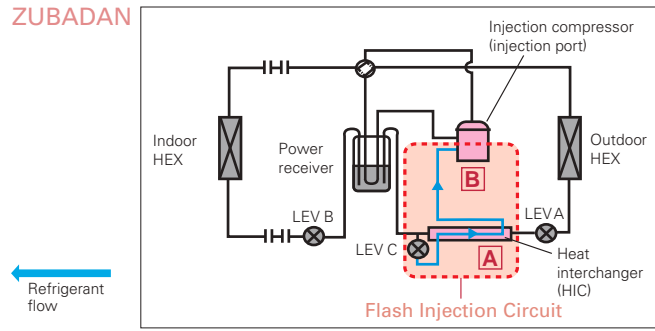 ZUBADAN
Injection compressor
(injection port)
Indoor
HEX
Power
receiver
Outdoor
HEX
B
LEV B
LEV A
LEV C
A
Heat
interchanger
(HIC)
Refrigerant
flow
Flash Injection Circuit